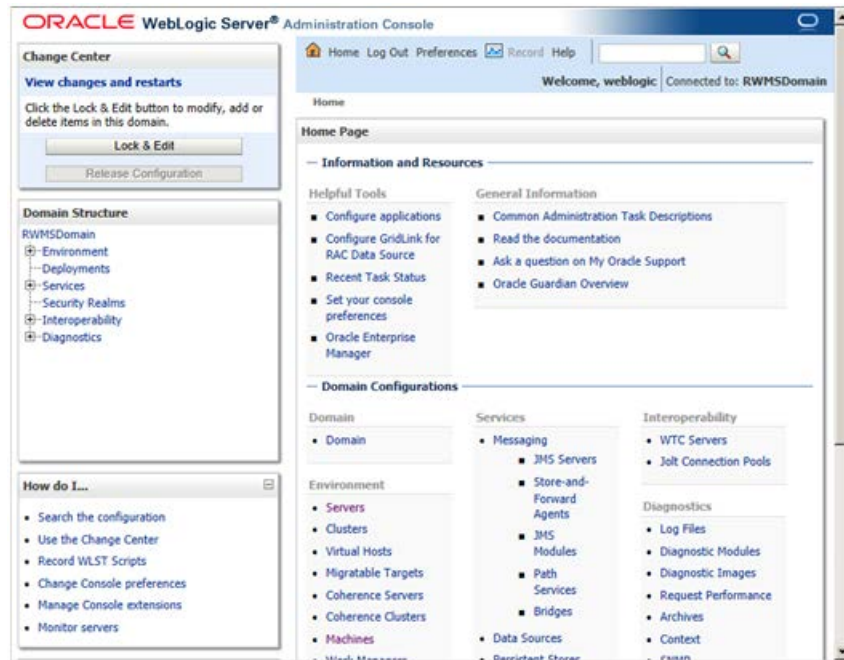 ORACLE WebLogic Server® Administration Console
Change Center
View changes and restarts
Click the Lock & Edit button to modify, add or
delete items in this domain.
Lock & Edit
Release Configuration
Domain Structure
RWMSDomain
Environment
Deployments
Services
Security Realms
Interoperability
Diagnostics
How do I...
Search the configuration
Use the Change Center
Record WLST Scripts
Change Console preferences
Manage Console extensions
Monitor servers
Home Log Out Preferences Record Help
Welcome, weblogic Connected to: RWMSDomain
Home
Home Page
Information and Resources
Helpful Tools
Configure applications
Configure GridLink for
RAC Data Source
Recent Task Status
Set your console
preferences
Oracle Enterprise
Manager
General Information
Common Administration Task Descriptions
Read the documentation
Ask a question on My Oracle Support
Oracle Guardian Overview
Domain Configurations
Domain
Domain
Environment
Servers
Clusters
Virtual Hosts
Migratable Targets
Coherence Servers
Coherence Clusters
Machines
Work Managers
Services
Messaging
JMS Servers
Store-and-
Forward
Agents
JMS
Modules
Path
Services
Bridges
Data Sources
Persistent Stores
Interoperability
WTC Servers
Jolt Connection Pools
Diagnostics
Log Files
Diagnostic Modules
Diagnostic Images
Request Performance
Archives
Context
SNMP